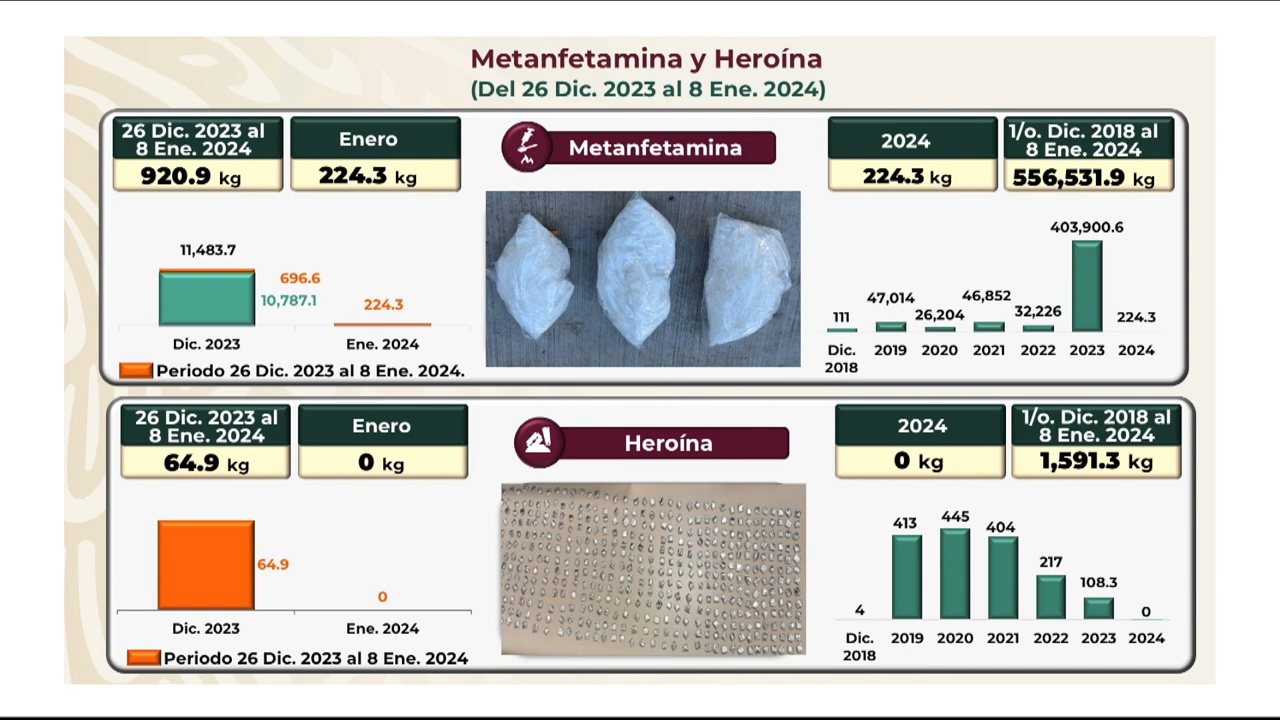 Metanfetamina y Heroína
(Del 26 Dic. 2023 al 8 Ene. 2024)
26 Dic. 2023 al
8 Ene. 2024
920.9 kg
Enero
224.3 kg
Metanfetamina
2024
224.3 kg
1/o. Dic. 2018 al
8 Ene. 2024
556,531.9 kg
11,483.7
696.6
10,787.1
224.3
Dic. 2023
Ene. 2024
Periodo 26 Dic. 2023 al 8 Ene. 2024.
111
47,014
26,204
46,852
32,226
403,900.6
224.3
Dic.
2018
2019
2020
2021
2022
2023
2024
26 Dic. 2023 al
8 Ene. 2024
64.9 kg
Enero
0 kg
Heroína
2024
0 kg
1/o. Dic. 2018 al
8 Ene. 2024
1,591.3 kg
64.9
0
Dic. 2023
Ene. 2024
Periodo 26 Dic. 2023 al 8 Ene. 2024
4
413
445
404
217
108.3
0
Dic.
2018
2019
2020
2021
2022
2023
2024